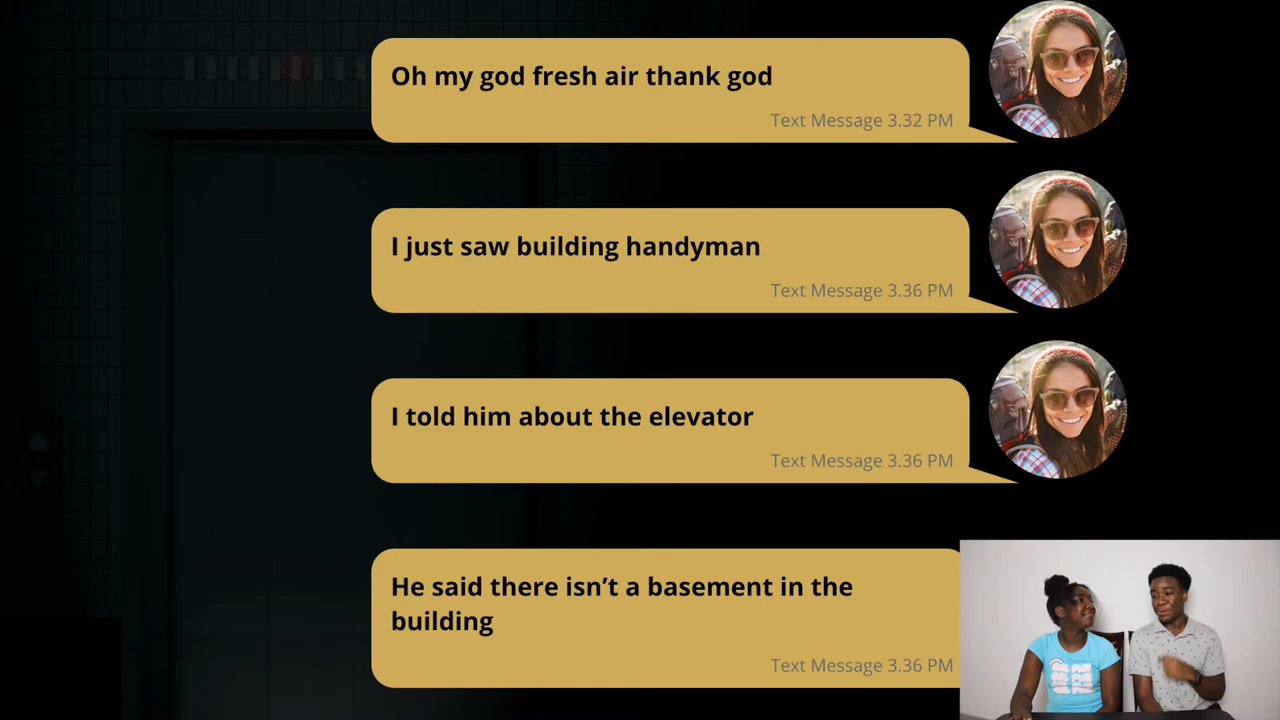 Oh my god fresh air thank god
Text Message 3.32 PM
I just saw building handyman
Text Message 3.36 PM
I told him about the elevator
Text Message 3.36 PM
He said there isn’t a basement in the
building
Text Message 3.36 PM